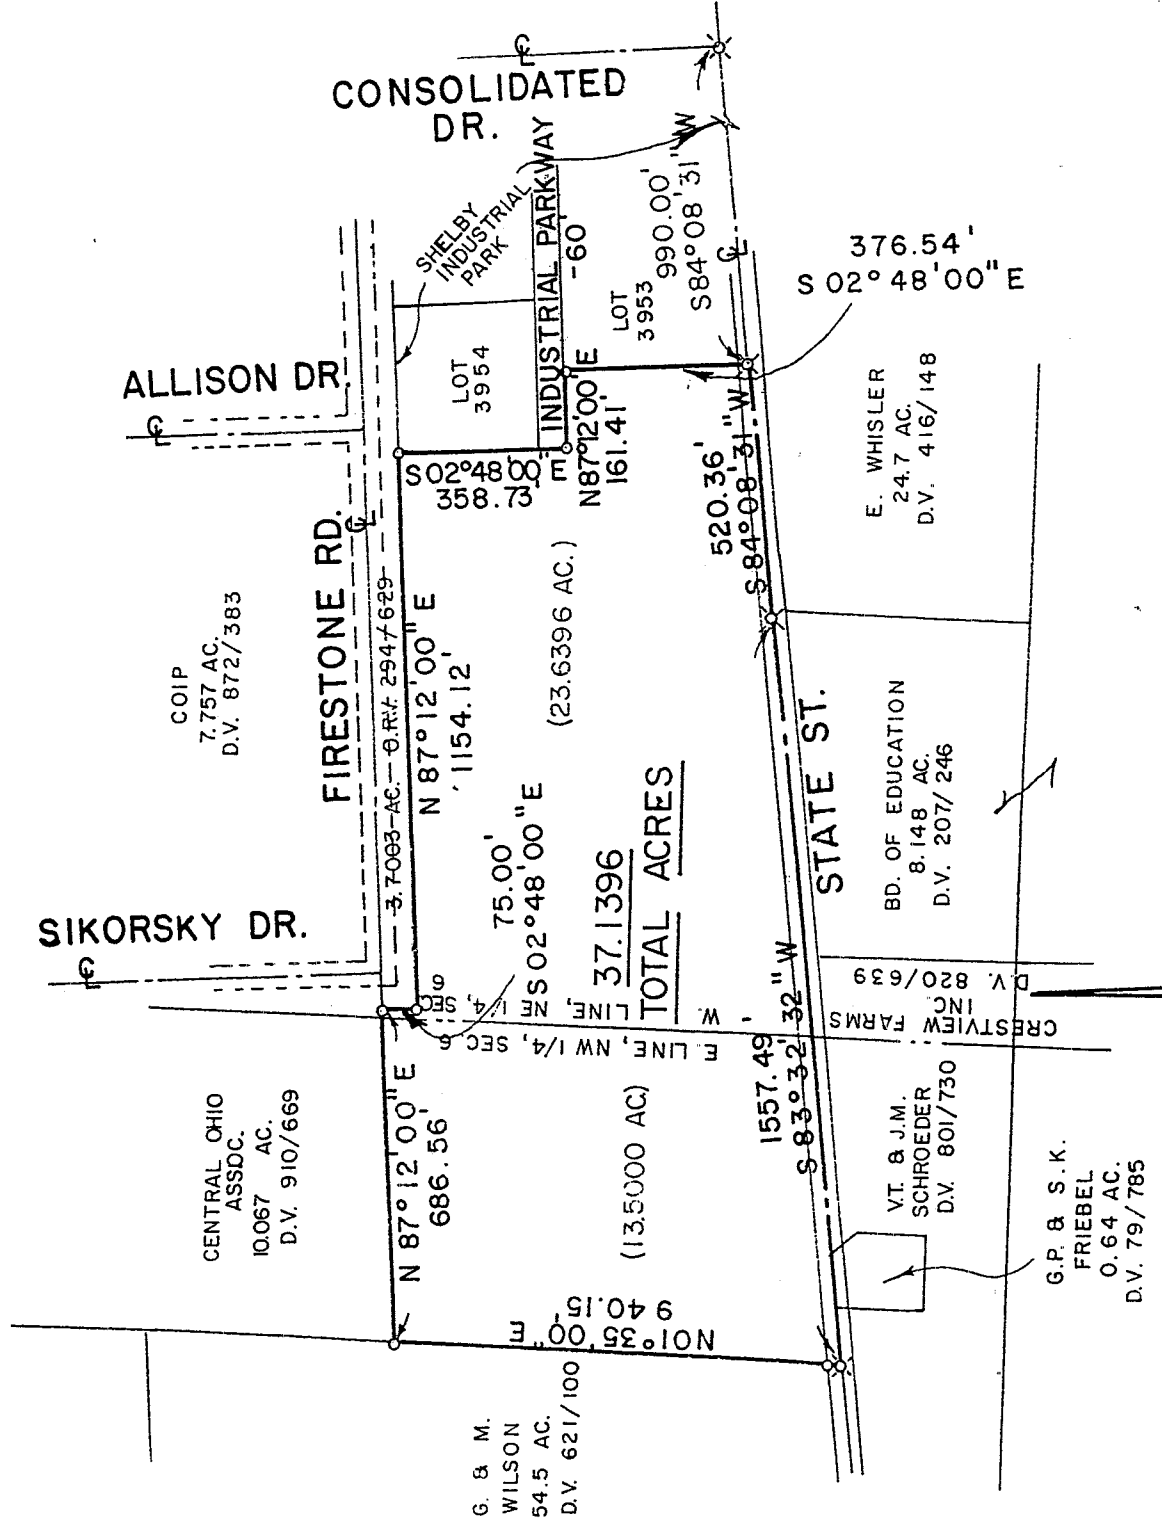 ℄
CONSOLIDATED
DR.
SHELBY
INDUSTRIAL
PARK
INDUSTRIAL PARKWAY
-60'
LOT
3953
990.00'
S84°08'31"W
℄
376.54'
S 02°48'00"E
ALLISON DR.
℄
LOT
3954
S02°48'00"E
358.73'
N87°12'00"E
161.41'
520.36'
S84°08'31"W
E. WHISLER
24.7 AC.
D.V. 416/148
COIP
7.757 AC.
D.V. 872/383
FIRESTONE RD.
℄
3.7003 AC. O.R.V. 294/629
N 87°12'00" E
1154.12'
(23.6396 AC.)
STATE ST.
BD. OF EDUCATION
8.148 AC.
D.V. 207/246
SIKORSKY DR.
℄
75.00'
S02°48'00"E
37.1396
TOTAL ACRES
W. LINE, NE 1/4, SEC 6
E. LINE, NW 1/4, SEC 6
1557.49'
S 83°32'32" W
CRESTVIEW FARMS
INC.
D.V. 820/639
CENTRAL OHIO
ASSOC.
10.067 AC.
D.V. 910/669
N 87°12'00" E
686.56'
(13.5000 AC.)
V.T. & J.M.
SCHROEDER
D.V. 801/730
N01°35'00"E
940.15'
G.P. & S.K.
FRIEBEL
0.64 AC.
D.V. 79/785
G. & M.
WILSON
54.5 AC.
D.V. 621/100